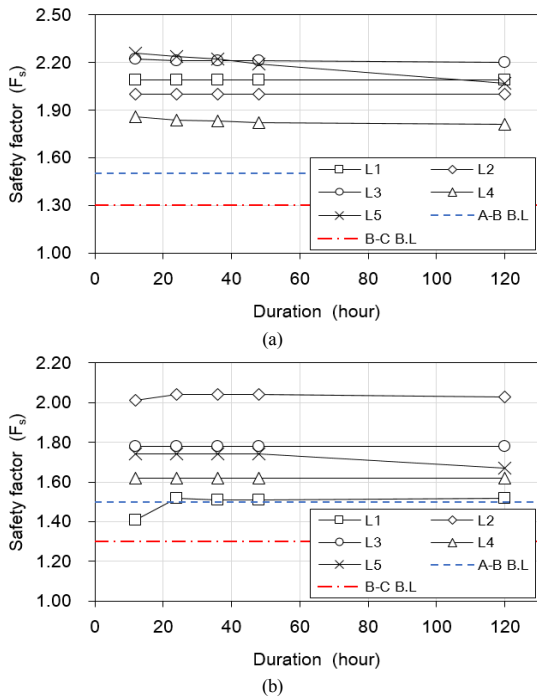 2.50
2.20
1.90
1.60
1.30
1.00
Safety factor (Fs)
L1 L2
L3 L4
L5 A-B B.L
B-C B.L
0 20 40 60 80 100 120
Duration (hour)
(a)
2.20
2.00
1.80
1.60
1.40
1.20
1.00
Safety factor (Fs)
L1 L2
L3 L4
L5 A-B B.L
B-C B.L
0 20 40 60 80 100 120
Duration (hour)
(b)